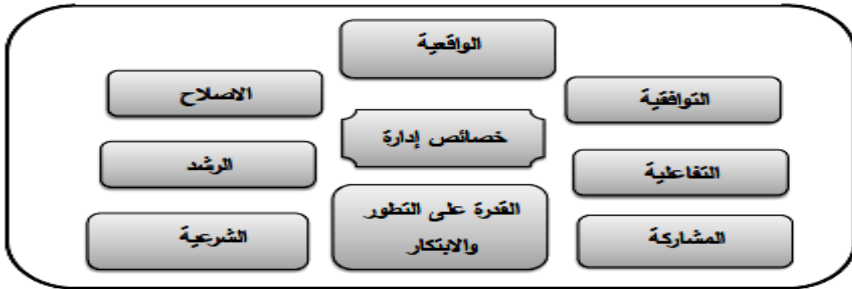 الواقعية
التوافقية
الاصلاح
خصائص إدارة
التفاعلية
الرشد
القدرة على التطور
والابتكار
المشاركة
الشرعية